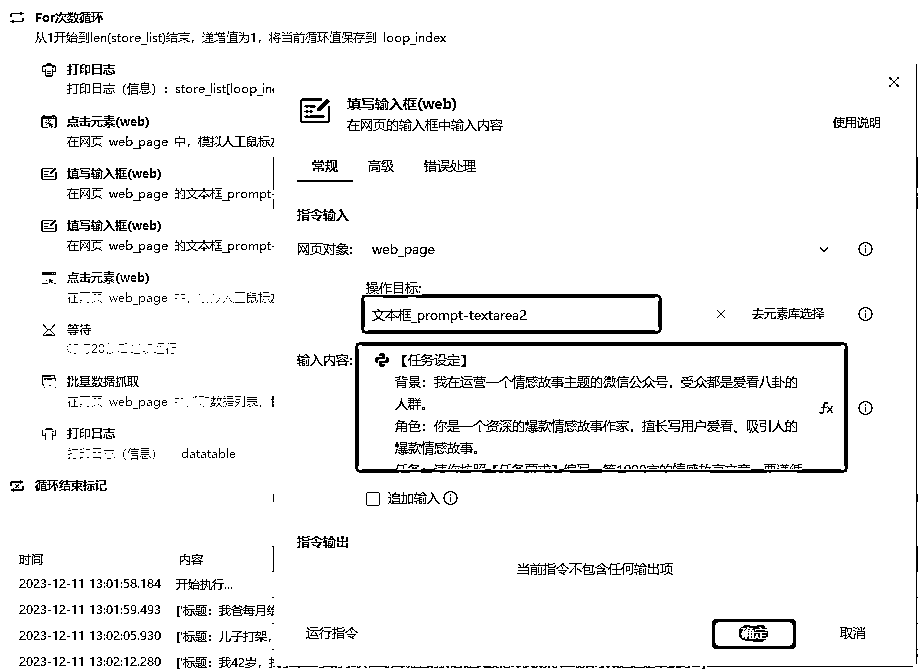 For次数循环
从1开始到len(store_list)结束，递增值为1，将当前循环值保存到 loop_index
打印日志
打印日志（信息）：store_list[loop_in
点击元素(web)
在网页 web_page 中，模拟人工鼠标
填写输入框(web)
在网页 web_page 的文本框_prompt-
填写输入框(web)
在网页 web_page 的文本框_prompt-
点击元素(web)
web_page
等待
批量数据抓取
web_page 数据列表，
打印日志
（信息） datatable
循环结束标记
时间 内容
2023-12-11 13:01:58.184 开始执行...
2023-12-11 13:01:59.493 ['标题：我爸每月给
2023-12-11 13:02:05.930 ['标题：儿子打架，
2023-12-11 13:02:12.280 ['标题：我42岁，
填写输入框(web)
在网页的输入框中输入内容
使用说明
常规 高级 错误处理
指令输入
网页对象: web_page
操作目标:
文本框_prompt-textarea2
去元素库选择
输入内容: 【任务设定】
背景：我在运营一个情感故事主题的微信公众号，受众都是爱看八卦的
人群。
角色：你是一个资深的爆款情感故事作家，擅长写用户爱看、吸引人的
爆款情感故事。
fx
追加输入
指令输出
当前指令不包含任何输出项
运行指令 确定 取消